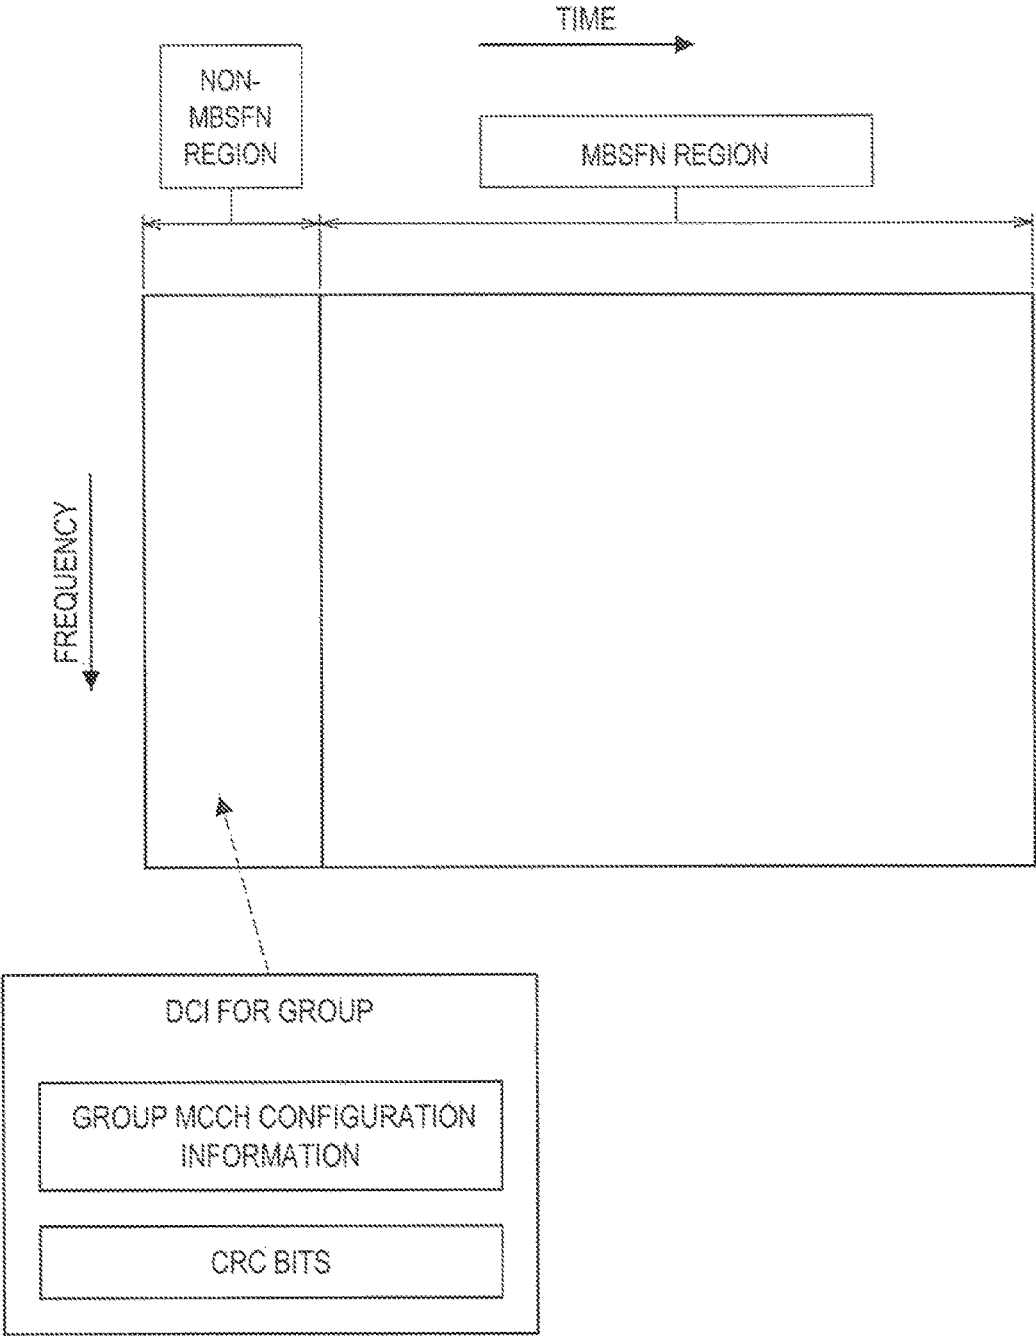 TIME
NON-
MBSFN
REGION
MBSFN REGION
FREQUENCY
DCI FOR GROUP
GROUP MCCH CONFIGURATION
INFORMATION
CRC BITS